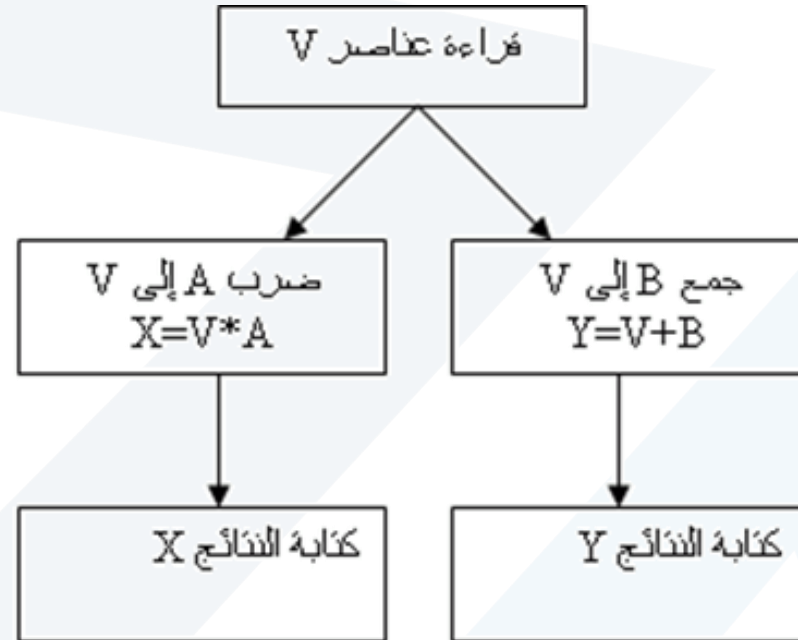 قراءة عناصر V
ضرب A إلى V
X=V*A
جمع B إلى V
Y=V+B
كتابة النتائج X
كتابة النتائج Y